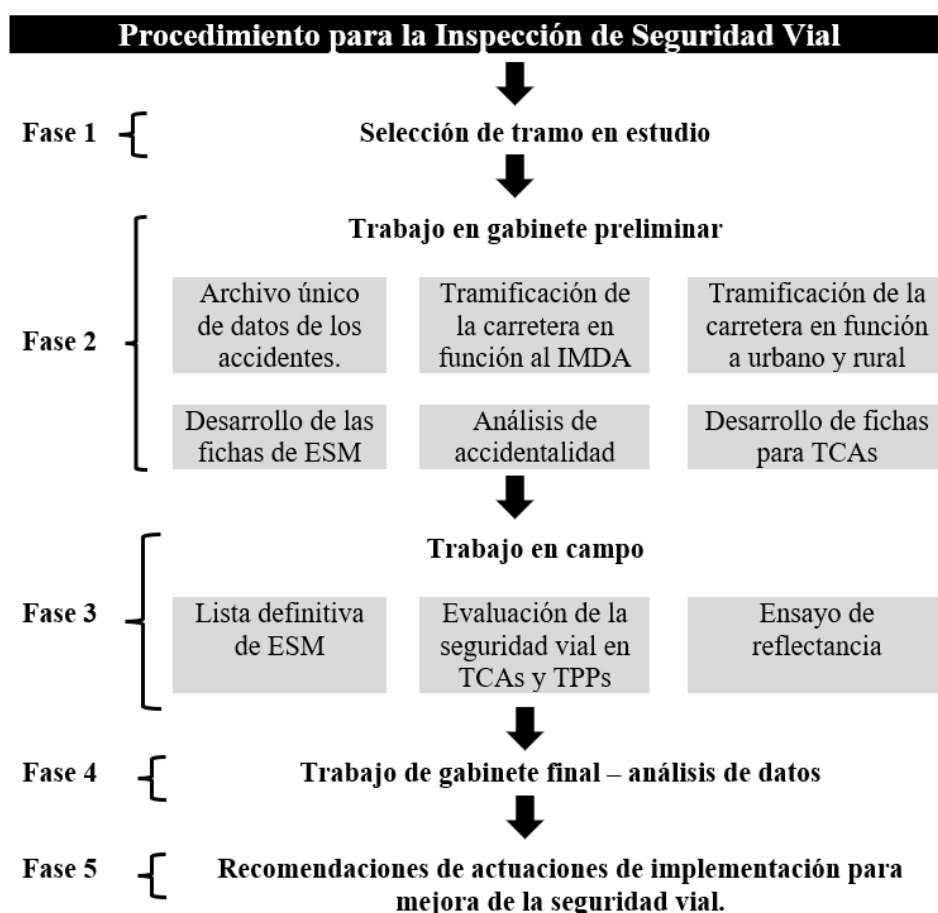 Procedimiento para la Inspección de Seguridad Vial
Fase 1
Selección de tramo en estudio
Fase 2
Trabajo en gabinete preliminar
Archivo único
de datos de los
accidentes.
Tramificación de
la carretera en
función al IMDA
Tramificación de la
carretera en función
a urbano y rural
Desarrollo de las
fichas de ESM
Análisis de
accidentalidad
Desarrollo de fichas
para TCAs
Fase 3
Trabajo en campo
Lista definitiva
de ESM
Evaluación de la
seguridad vial en
TCAs y TPPs
Ensayo de
reflectancia
Fase 4
Trabajo de gabinete final – análisis de datos
Fase 5
Recomendaciones de actuaciones de implementación para
mejora de la seguridad vial.